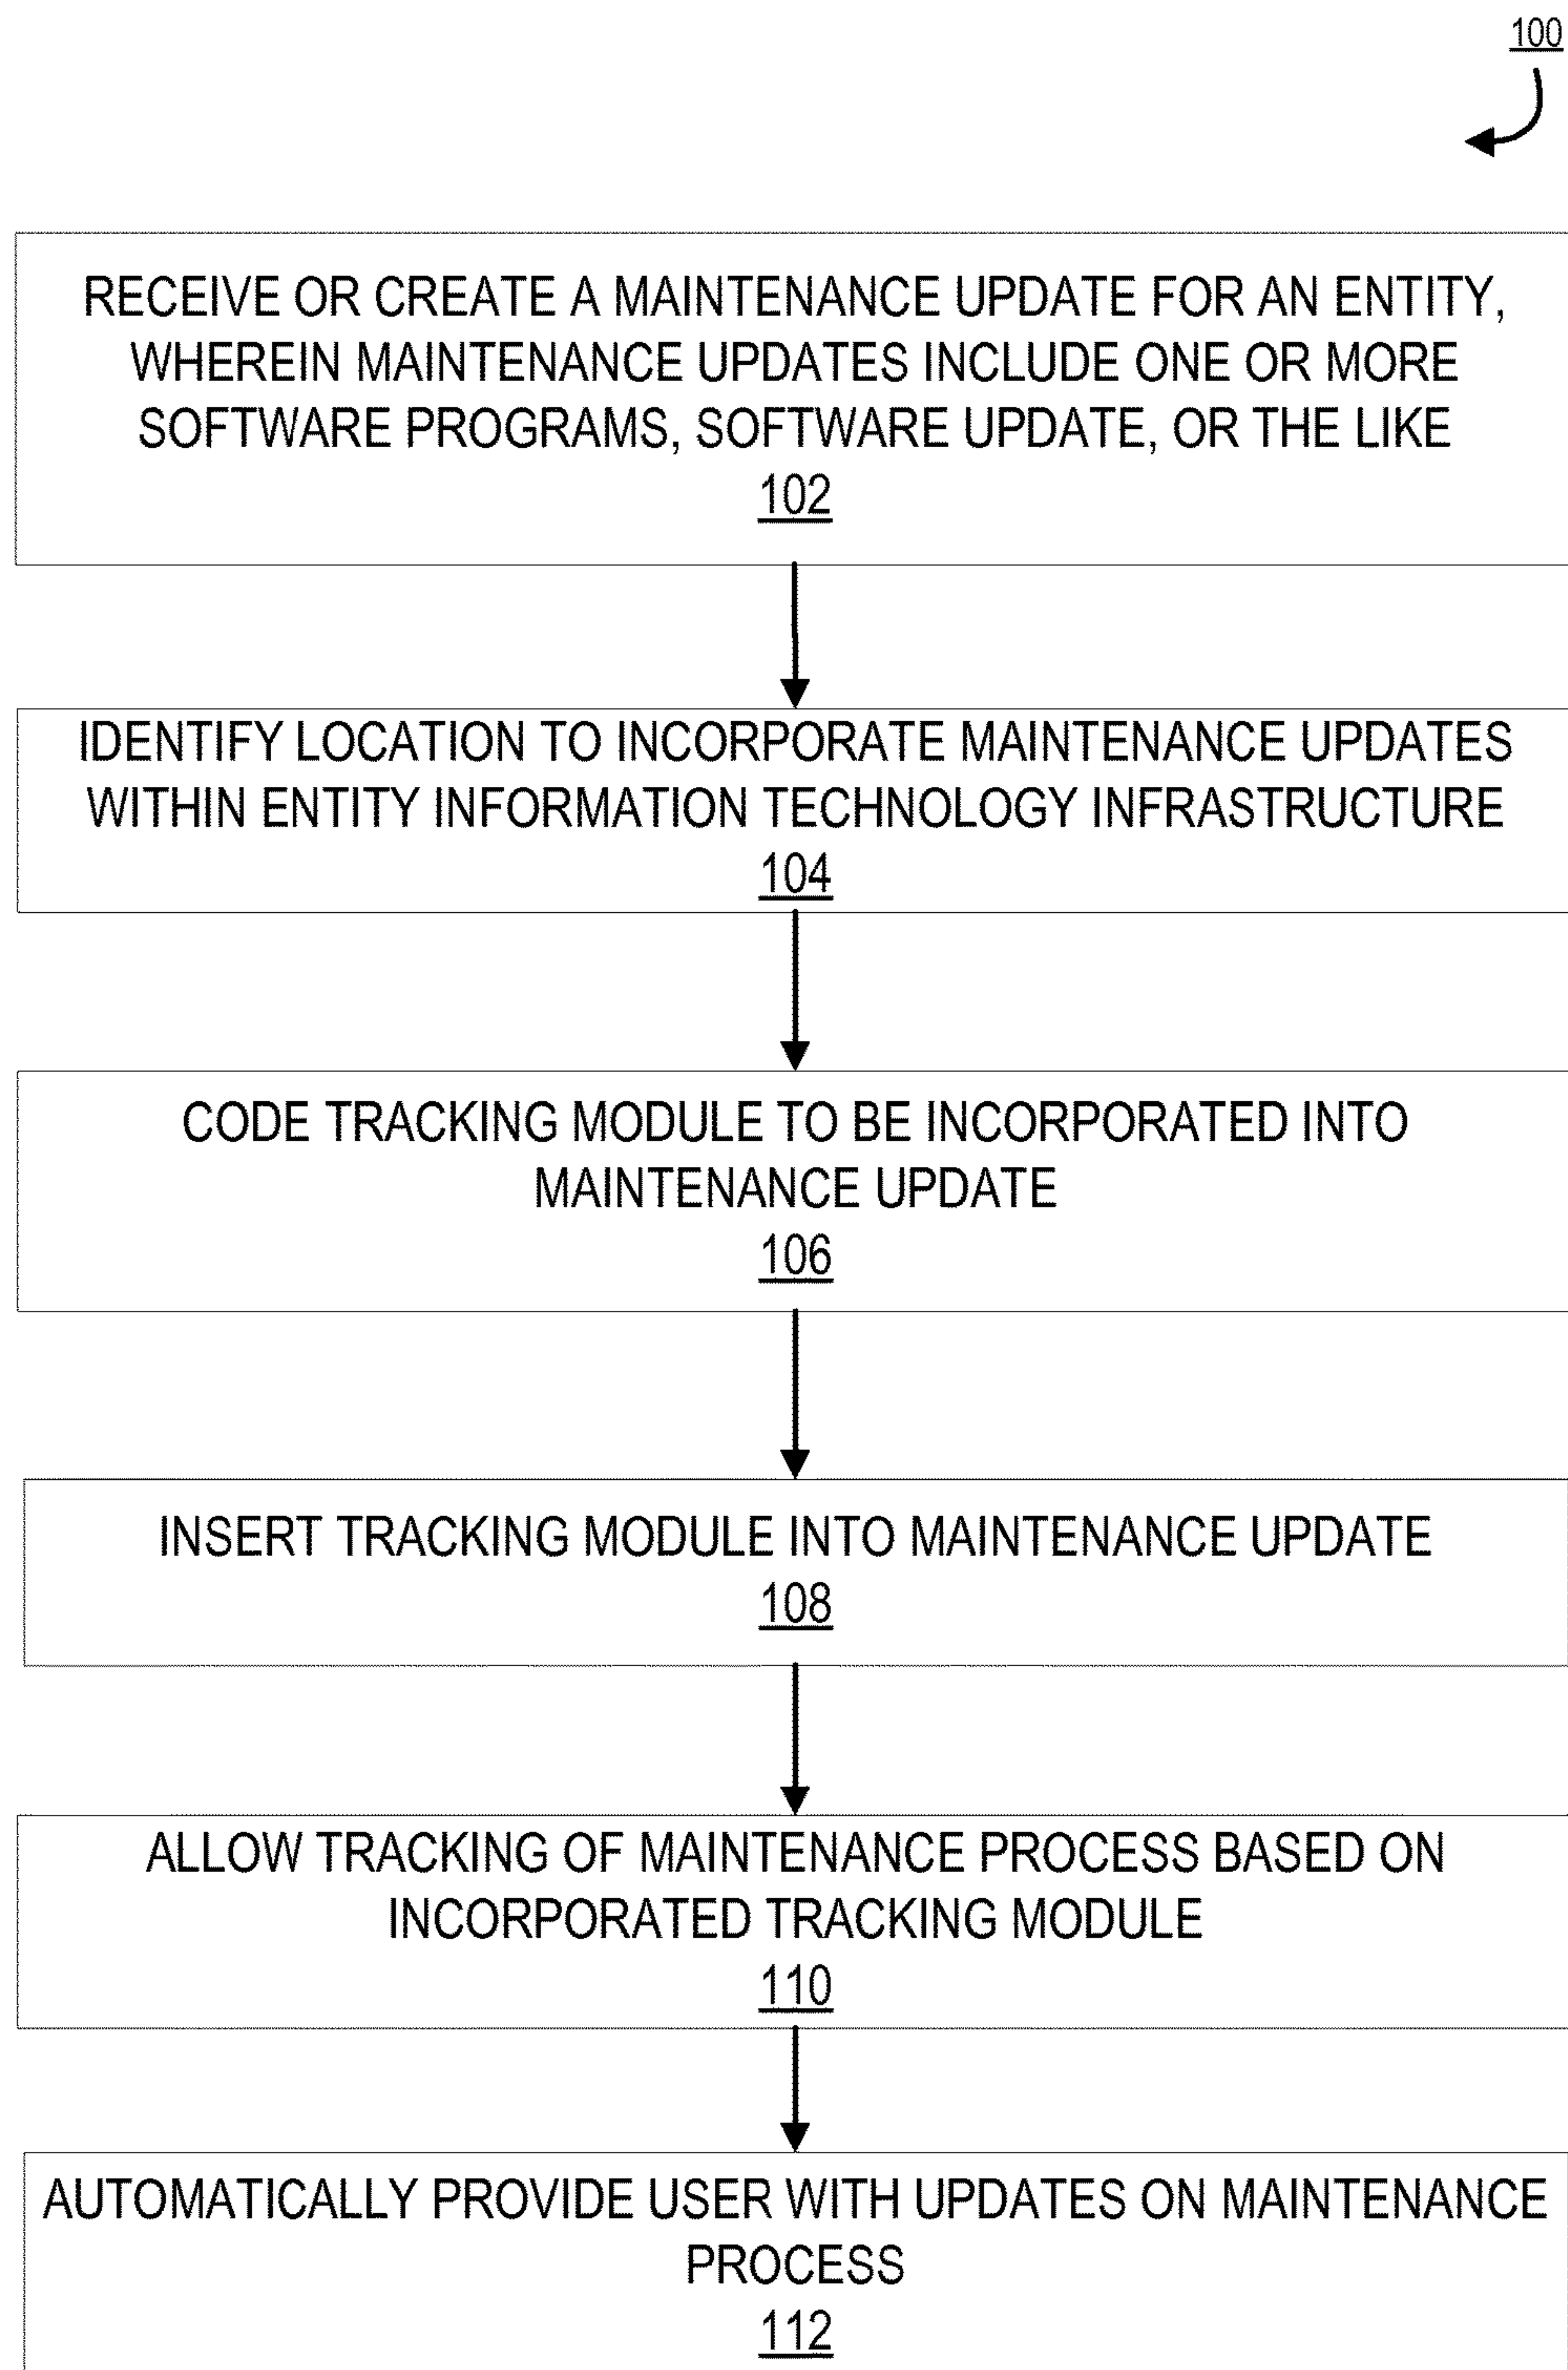 100
RECEIVE OR CREATE A MAINTENANCE UPDATE FOR AN ENTITY,
WHEREIN MAINTENANCE UPDATES INCLUDE ONE OR MORE
SOFTWARE PROGRAMS, SOFTWARE UPDATE, OR THE LIKE
102
IDENTIFY LOCATION TO INCORPORATE MAINTENANCE UPDATES
WITHIN ENTITY INFORMATION TECHNOLOGY INFRASTRUCTURE
104
CODE TRACKING MODULE TO BE INCORPORATED INTO
MAINTENANCE UPDATE
106
INSERT TRACKING MODULE INTO MAINTENANCE UPDATE
108
ALLOW TRACKING OF MAINTENANCE PROCESS BASED ON
INCORPORATED TRACKING MODULE
110
AUTOMATICALLY PROVIDE USER WITH UPDATES ON MAINTENANCE
PROCESS
112